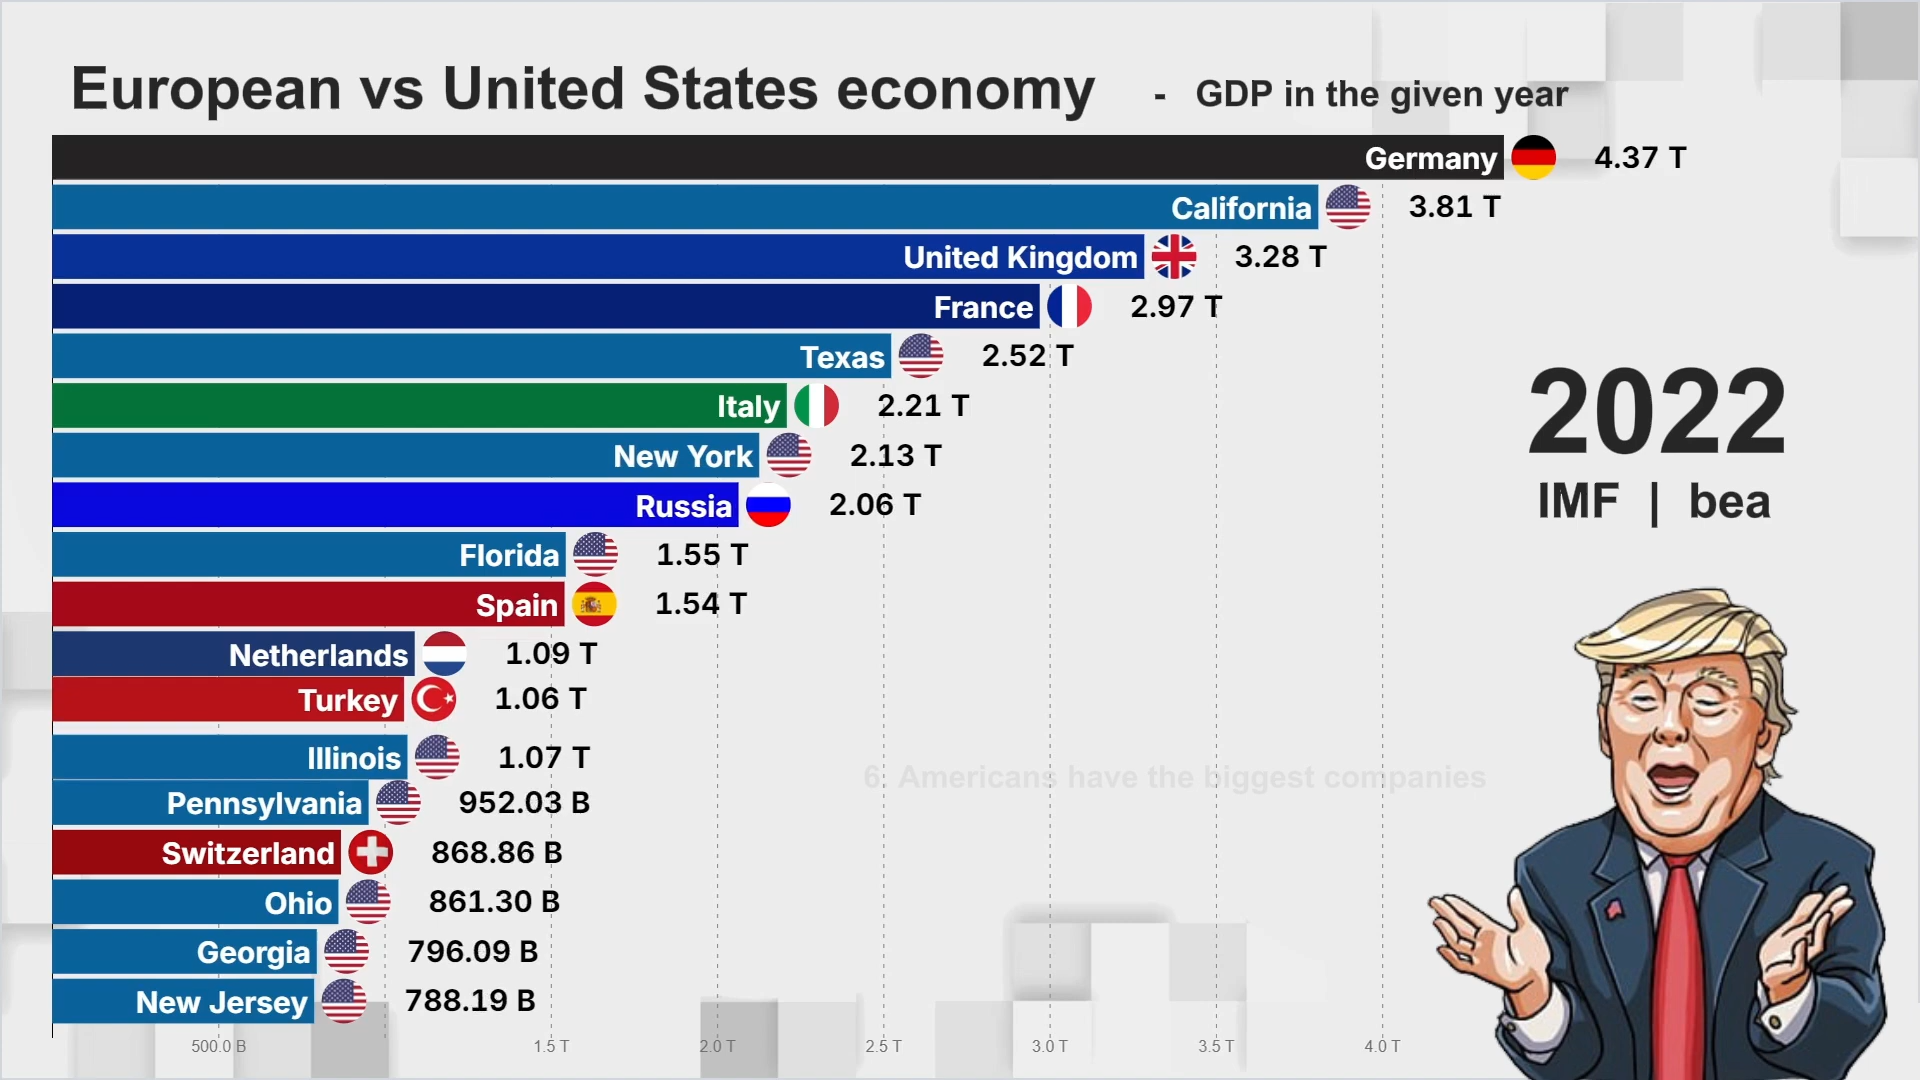 European vs United States economy - GDP in the given year
Germany 4.37 T
California 3.81 T
United Kingdom 3.28 T
France 2.97 T
Texas 2.52 T
Italy 2.21 T
New York 2.13 T
Russia 2.06 T
Florida 1.55 T
Spain 1.54 T
Netherlands 1.09 T
Turkey 1.06 T
Illinois 1.07 T
Pennsylvania 952.03 B
Switzerland 868.86 B
Ohio 861.30 B
Georgia 796.09 B
New Jersey 788.19 B
500.0 B 1.5 T 2.0 T 2.5 T 3.0 T 3.5 T 4.0 T
2022
IMF | bea
6. Americans have the biggest companies